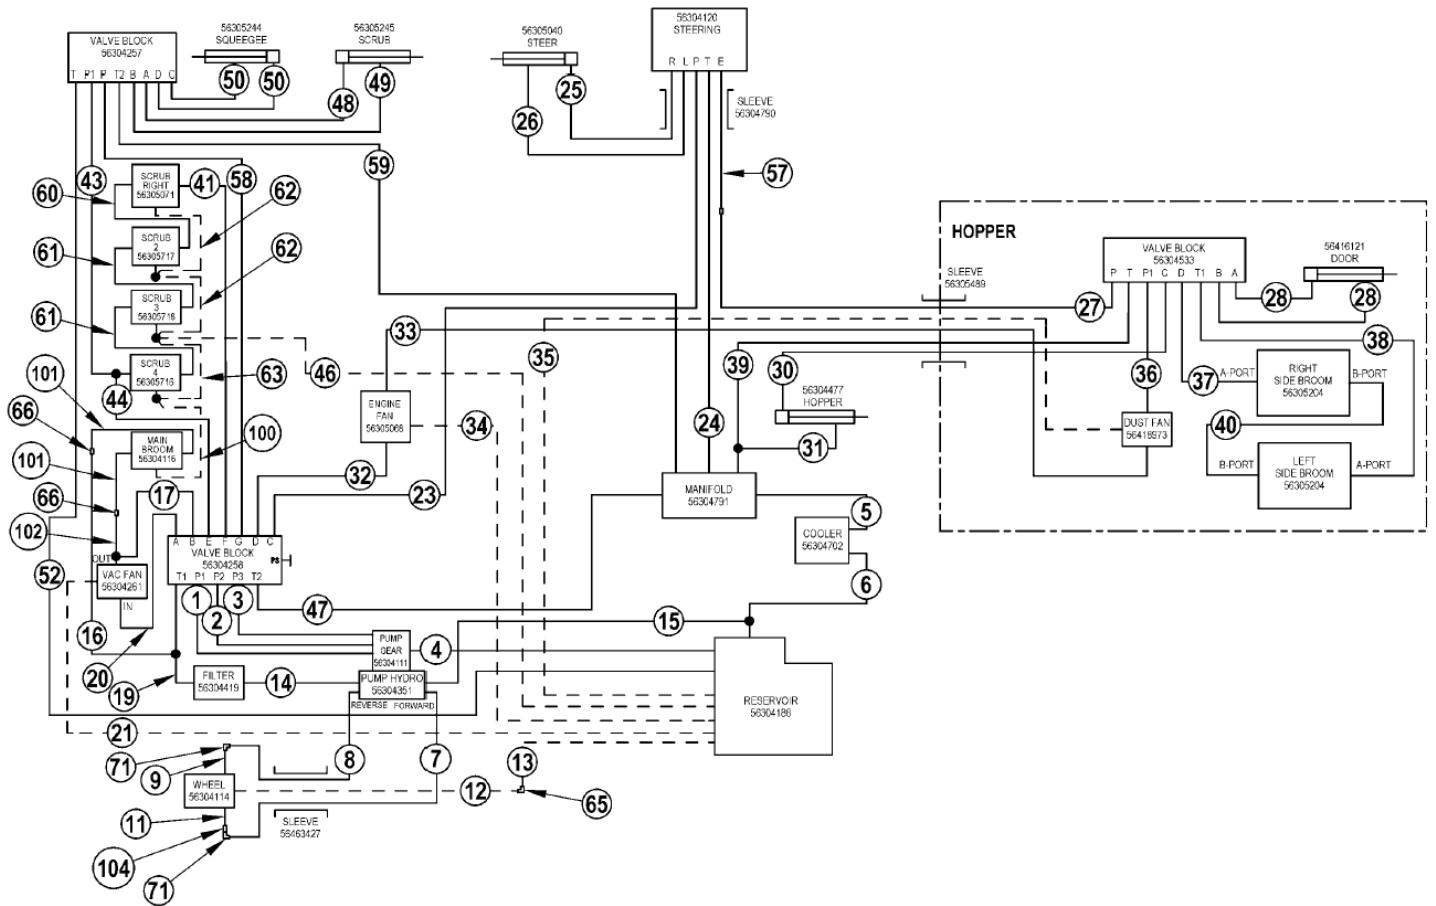 VALVE BLOCK
56304257
T P1 P T2 B A D C
56305244
SQUEEGEE
50
50
56305245
SCRUB
48
49
56305040
STEER
25
26
56304120
STEERING
R L P T E
SLEEVE
56304790
57
59
43
60
SCRUB
RIGHT
56305071
41
58
62
61
SCRUB
2
56305717
62
61
SCRUB
3
56305718
46
SCRUB
4
56305716
63
101
44
66
100
MAIN
BROOM
56304116
101
17
66
102
33
35
ENGINE
FAN
56305068
34
32
23
39
30
24
56304477
HOPPER
31
HOPPER
SLEEVE
56305489
VALVE BLOCK
56304533
P T P1 C D T1 B A
56416121
DOOR
27
28
28
38
36
37
A-PORT
RIGHT
SIDE BROOM
56305204
B-PORT
DUST FAN
56416973
40
B-PORT
LEFT
SIDE BROOM
56305204
A-PORT
MANIFOLD
56304791
5
COOLER
56304702
6
A B E F G D C
VALVE BLOCK
56304258
PS
T1 P1 P2 P3 T2
OUT
VAC FAN
56304261
IN
52
1
2
3
47
15
16
20
19
FILTER
56304419
14
PUMP
GEAR
56304111
4
PUMP HYDRO
56304351
REVERSE FORWARD
RESERVOIR
56304186
21
71
9
8
7
13
WHEEL
56304114
12
65
11
SLEEVE
56463427
104
71